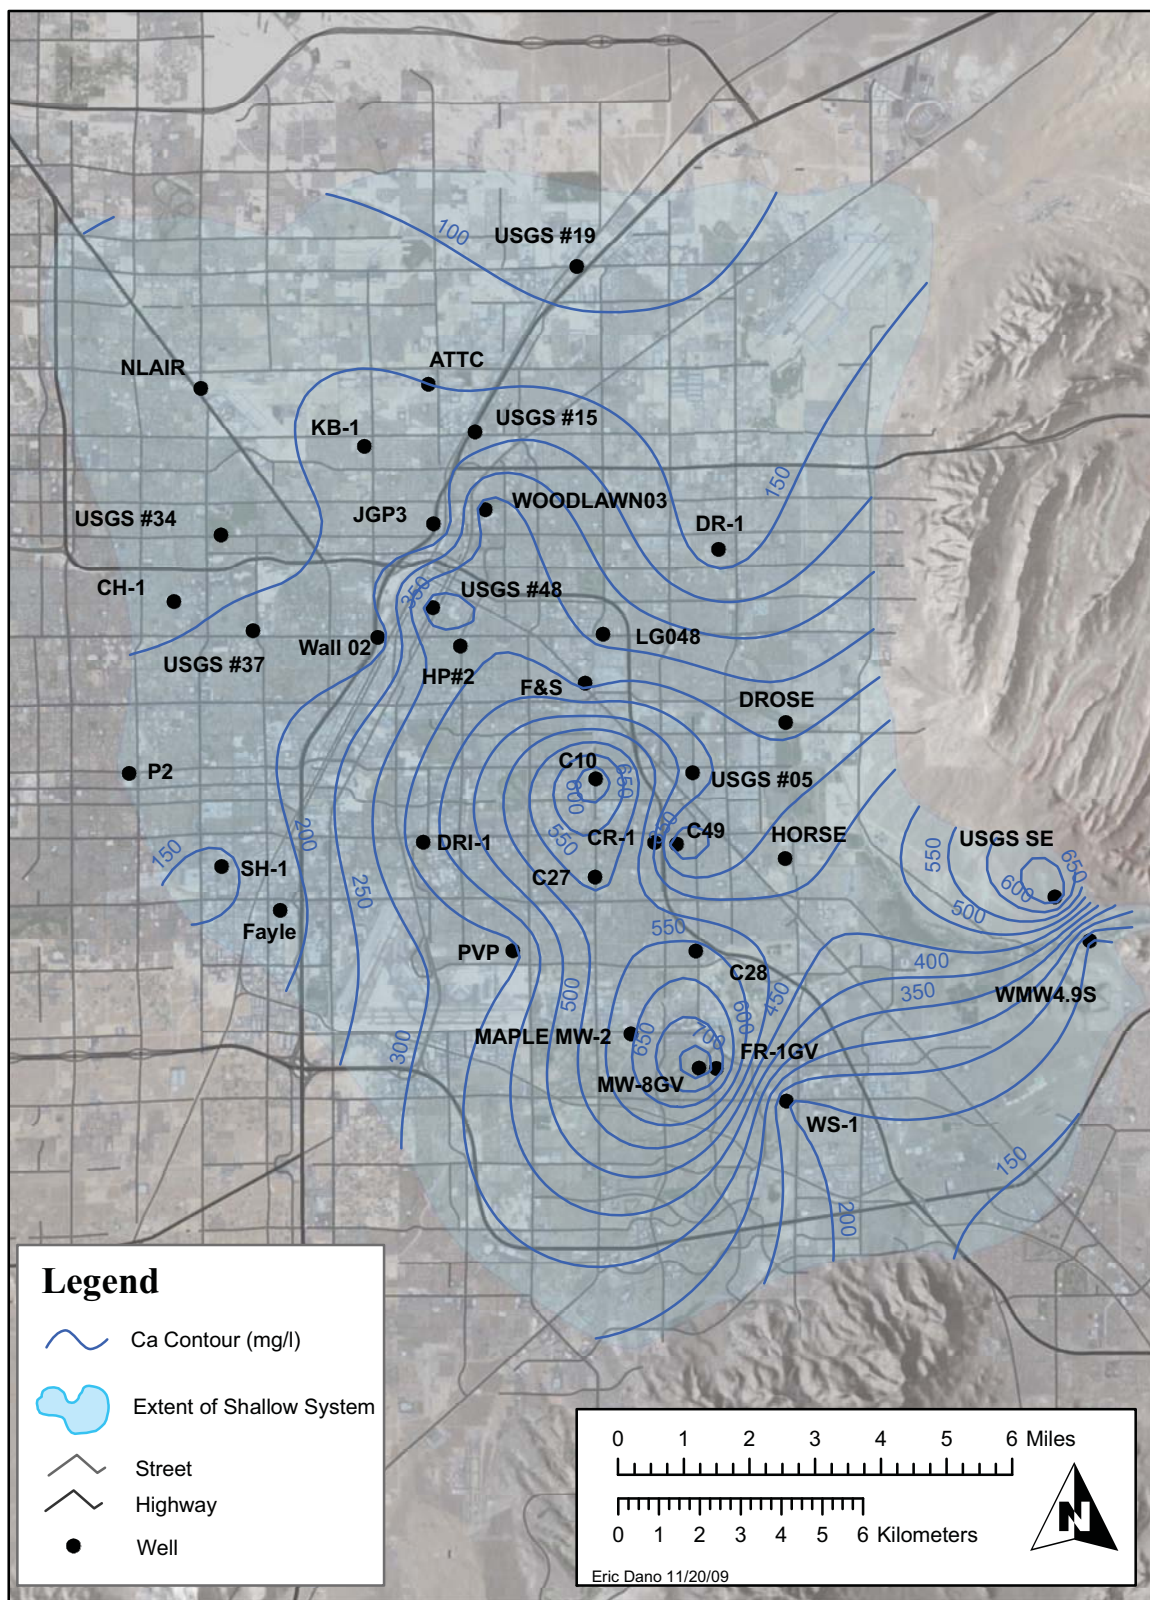 100
USGS #19
NLAIR
ATTC
KB-1
USGS #15
150
USGS #34
JGP3
WOODLAWN03
DR-1
CH-1
350
USGS #48
USGS #37
Wall 02
LG048
HP#2
F&S
DROSE
P2
C10
650
USGS #05
600
200
DRI-1
550
CR-1
350
C49
HORSE
USGS SE
550
650
150
SH-1
C27
600
250
500
Fayle
PVP
550
C28
400
450
350
WMW4.9S
500
300
MAPLE MW-2
650
600
700
FR-1GV
MW-8GV
WS-1
150
200
Legend
Ca Contour (mg/l)
Extent of Shallow System
Street
Highway
Well
0 1 2 3 4 5 6 Miles
0 1 2 3 4 5 6 Kilometers
N
Eric Dano 11/20/09